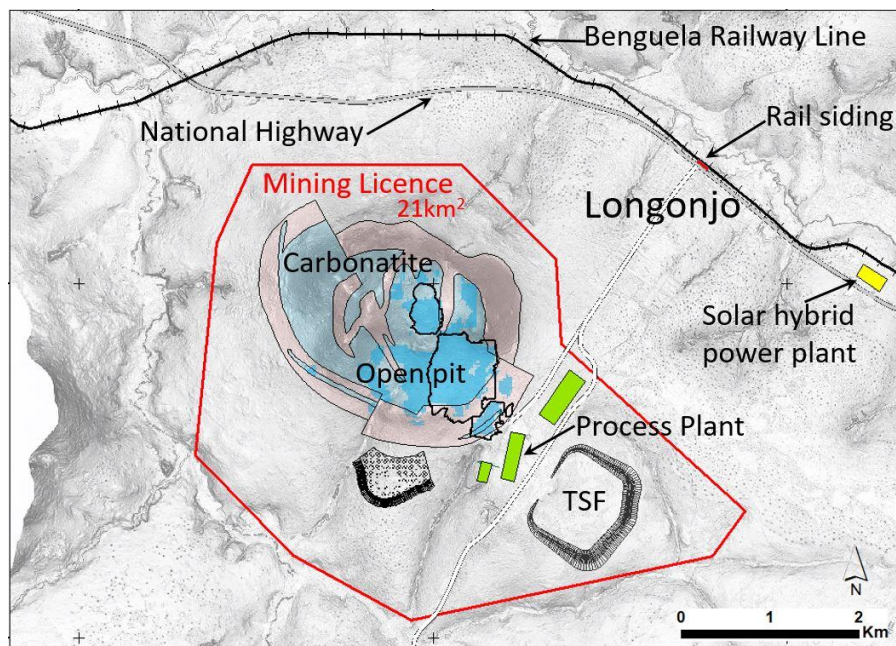 Benguela Railway Line
National Highway
Rail siding
Mining Licence
21km²
Longonjo
Carbonatite
Solar hybrid
power plant
Open pit
Process Plant
TSF
N
0 1 2
Km